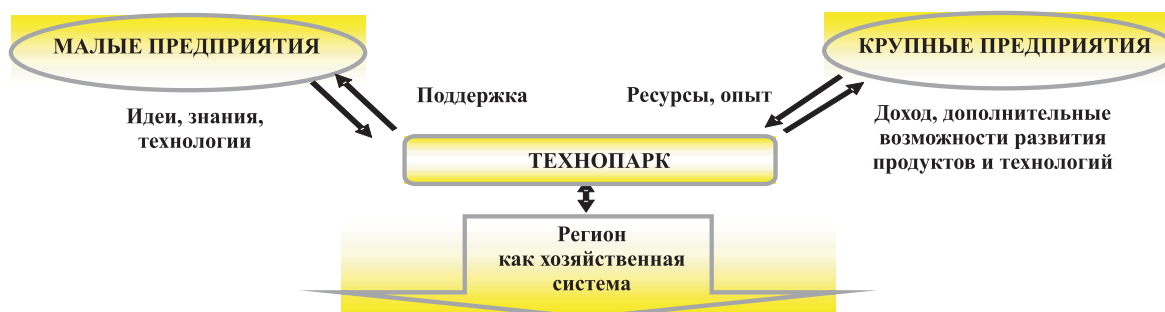 МАЛЫЕ ПРЕДПРИЯТИЯ
КРУПНЫЕ ПРЕДПРИЯТИЯ
Идеи, знания,
технологии
Поддержка
Ресурсы, опыт
Доход, дополнительные
возможности развития
продуктов и технологий
ТЕХНОПАРК
Регион
как хозяйственная
система